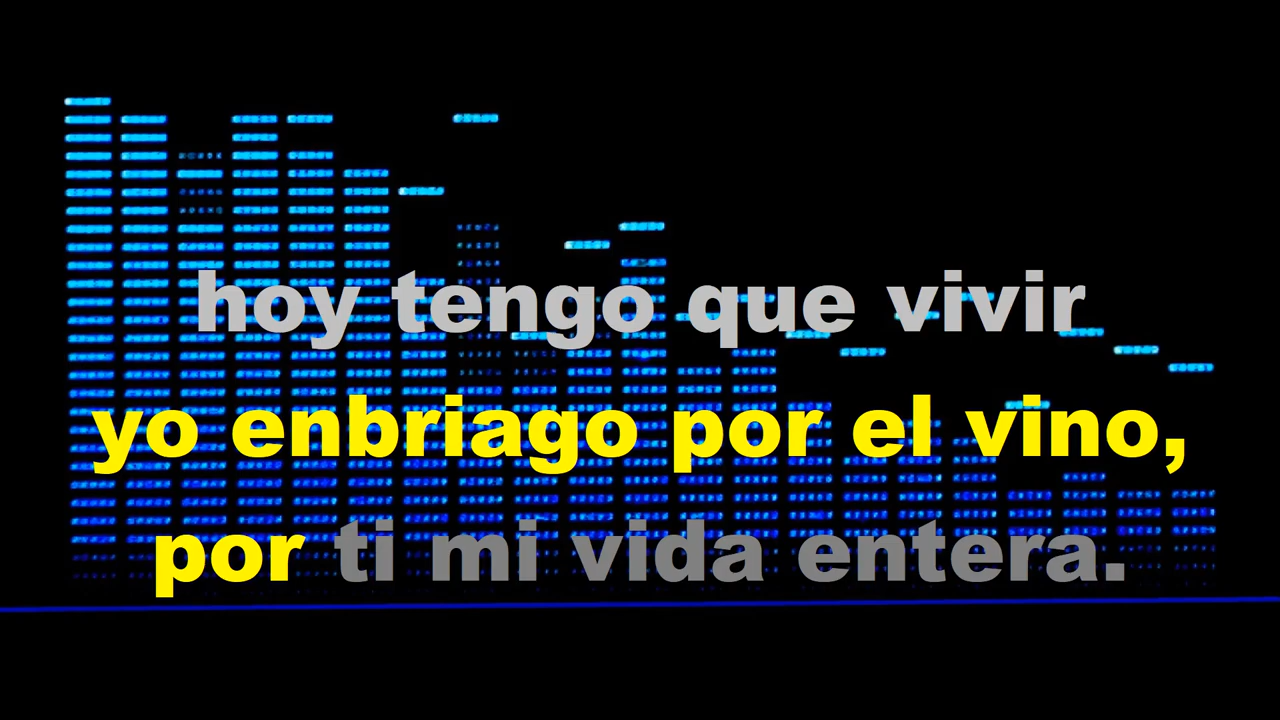 hoy tengo que vivir
yo enbriago por el vino,
por ti mi vida entera.